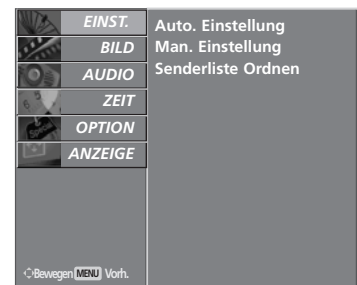 EINST.
BILD
AUDIO
ZEIT
OPTION
ANZEIGE
Auto. Einstellung
Man. Einstellung
Senderliste Ordnen
Bewegen MENU Vorh.